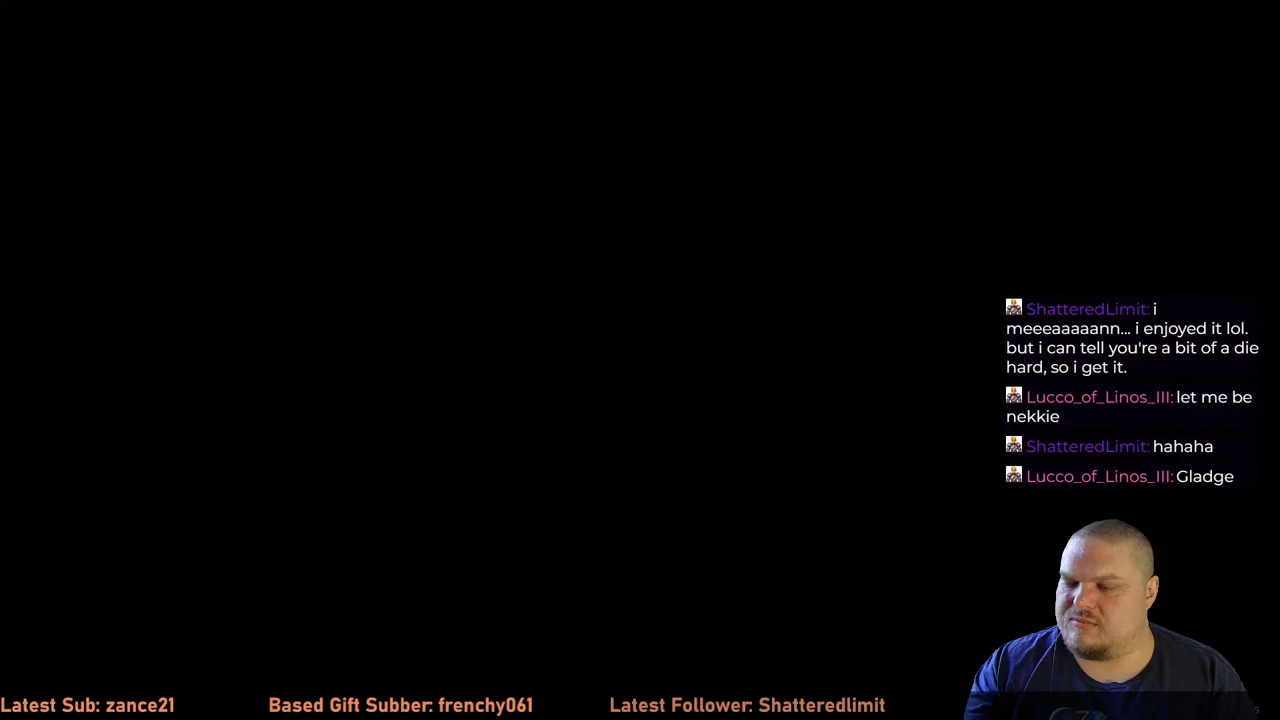 ShatteredLimit: i
meeeaaaaann... i enjoyed it lol.
but i can tell you're a bit of a die
hard, so i get it.
Lucco_of_Linos_III: let me be
nekkie
ShatteredLimit: hahaha
Lucco_of_Linos_III: Gladge
Latest Sub: zance21 Based Gift Subber: frenchy061 Latest Follower: Shatteredlimit